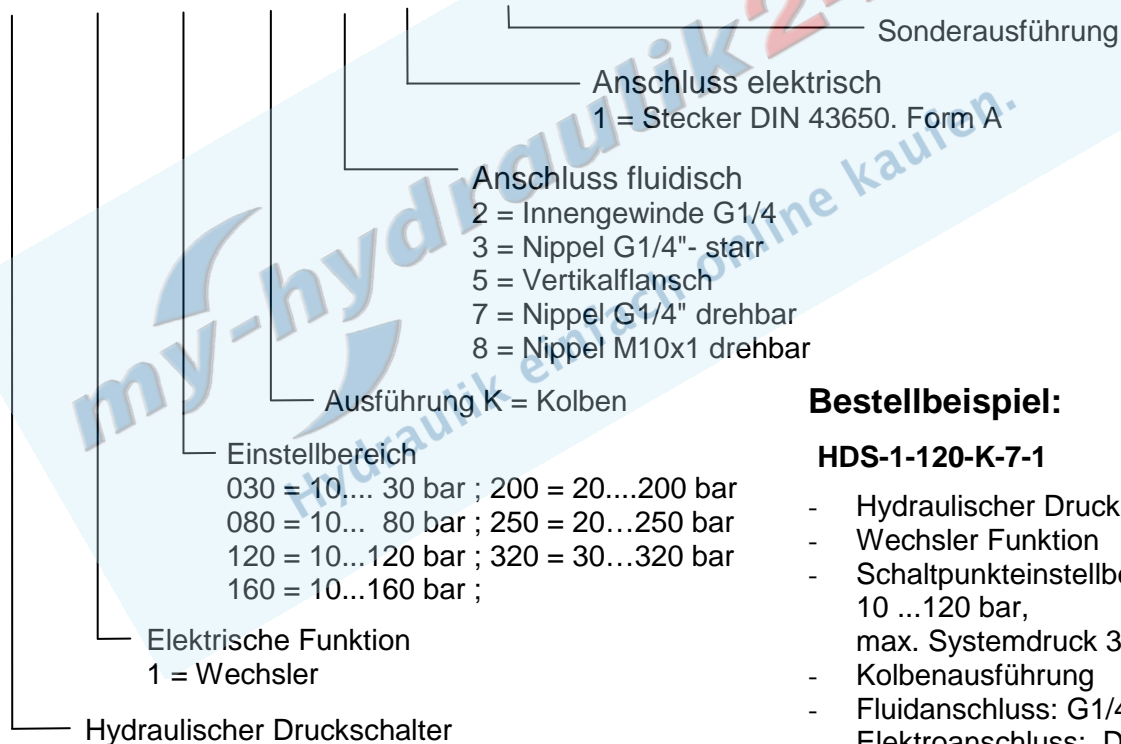 Sonderausführung
Anschluss elektrisch
1 = Stecker DIN 43650. Form A
Anschluss fluidisch
2 = Innengewinde G1/4
3 = Nippel G1/4"- starr
5 = Vertikalflansch
7 = Nippel G1/4" drehbar
8 = Nippel M10x1 drehbar
Ausführung K = Kolben
Einstellbereich
030 = 10.... 30 bar ; 200 = 20....200 bar
080 = 10... 80 bar ; 250 = 20…250 bar
120 = 10...120 bar ; 320 = 30…320 bar
160 = 10...160 bar ;
Elektrische Funktion
1 = Wechsler
Hydraulischer Druckschalter
Bestellbeispiel:
HDS-1-120-K-7-1
- Hydraulischer Druck
- Wechsler Funktion
- Schaltpunkteinstellbe
10 ...120 bar,
max. Systemdruck 3
- Kolbenausführung
- Fluidanschluss: G1/4
Elektroanschluss: D
my-hydraulik2
Hydraulik einfach online kaufen.